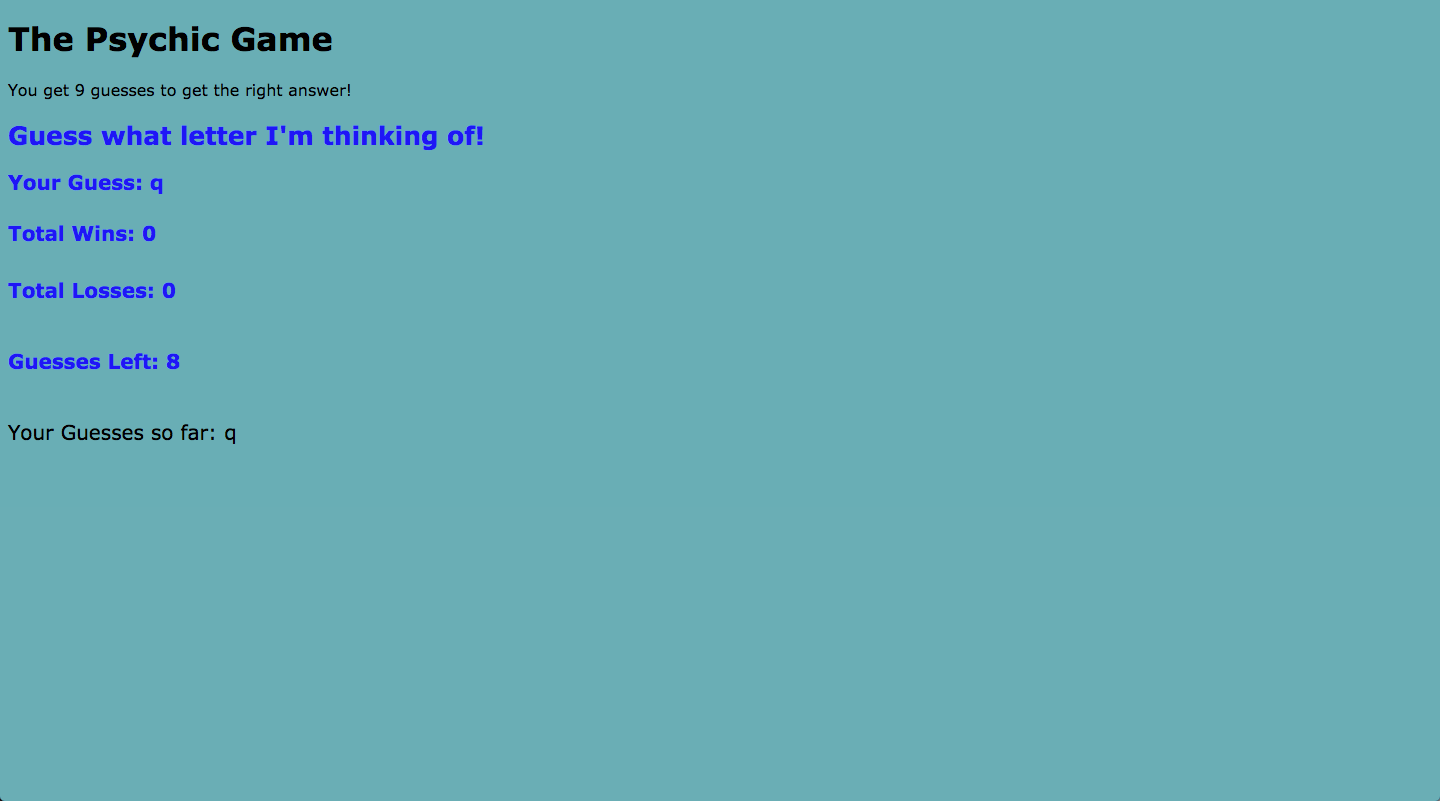 The Psychic Game
You get 9 guesses to get the right answer!
Guess what letter I'm thinking of!
Your Guess: q
Total Wins: 0
Total Losses: 0
Guesses Left: 8
Your Guesses so far: q